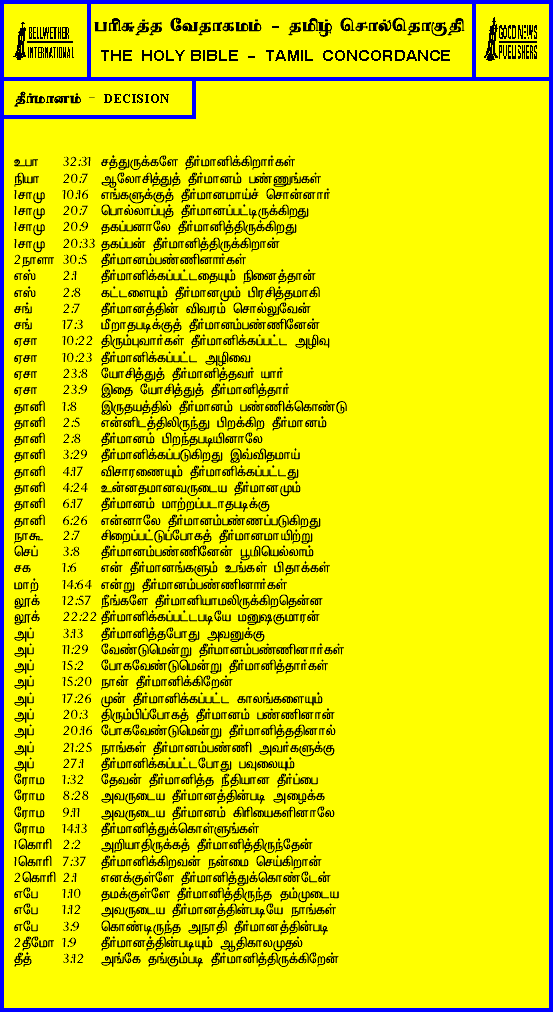 BELLWETHER INTERNATIONAL
பரிசுத்த வேதாகமம் – தமிழ் சொல்தொகுதி
THE HOLY BIBLE – TAMIL CONCORDANCE
GOOD NEWS PUBLISHERS
தீர்மானம் – DECISION
உபா 32:31 சத்துருக்களே தீர்மானிக்கிறார்கள்
நியா 20:7 ஆலோசித்துத் தீர்மானம் பண்ணுங்கள்
1சாமு 10:16 எங்களுக்குத் தீர்மானமாய்ச் சொன்னார்
1சாமு 20:7 பொல்லாப்புத் தீர்மானப்பட்டிருக்கிறது
1சாமு 20:9 தகப்பனாலே தீர்மானித்திருக்கிறது
1சாமு 20:33 தகப்பன் தீர்மானித்திருக்கிறான்
2நாளா 30:5 தீர்மானம்பண்ணினார்கள்
எஸ் 2:1 தீர்மானிக்கப்பட்டதையும் நினைத்தான்
எஸ் 2:8 கட்டளையும் தீர்மானமும் பிரசித்தமாகி
சங் 2:7 தீர்மானத்தின் விவரம் சொல்லுவேன்
சங் 17:3 மீறாதபடிக்குத் தீர்மானம்பண்ணினேன்
ஏசா 10:22 திரும்புவார்கள் தீர்மானிக்கப்பட்ட அழிவு
ஏசா 10:23 தீர்மானிக்கப்பட்ட அழிவை
ஏசா 23:8 யோசித்துத் தீர்மானித்தவர் யார்
ஏசா 23:9 இதை யோசித்துத் தீர்மானித்தார்
தானி 1:8 இருதயத்தில் தீர்மானம் பண்ணிக்கொண்டு
தானி 2:5 என்னிடத்திலிருந்து பிறக்கிற தீர்மானம்
தானி 2:8 தீர்மானம் பிறந்தபடியினாலே
தானி 3:29 தீர்மானிக்கப்படுகிறது இவ்விதமாய்
தானி 4:17 விசாரணையும் தீர்மானிக்கப்பட்டது
தானி 4:24 உன்னதமானவருடைய தீர்மானமும்
தானி 6:17 தீர்மானம் மாற்றப்படாதபடிக்கு
தானி 6:26 என்னாலே தீர்மானம்பண்ணப்படுகிறது
நாகூ 2:7 சிறைப்பட்டுப்போகத் தீர்மானமாயிற்று
செப் 3:8 தீர்மானம்பண்ணினேன் பூமியெல்லாம்
சக 1:6 என் தீர்மானங்களும் உங்கள் பிதாக்கள்
மாற் 14:64 என்று தீர்மானம்பண்ணினார்கள்
லூக் 12:57 நீங்களே தீர்மானியாமலிருக்கிறதென்ன
லூக் 22:22 தீர்மானிக்கப்பட்டபடியே மனுஷகுமாரன்
அப் 3:13 தீர்மானித்தபோது அவனுக்கு
அப் 11:29 வேண்டுமென்று தீர்மானம்பண்ணினார்கள்
அப் 15:2 போகவேண்டுமென்று தீர்மானித்தார்கள்
அப் 15:20 நான் தீர்மானிக்கிறேன்
அப் 17:26 முன் தீர்மானிக்கப்பட்ட காலங்களையும்
அப் 20:3 திரும்பிப்போகத் தீர்மானம் பண்ணினான்
அப் 20:16 போகவேண்டுமென்று தீர்மானித்ததினால்
அப் 21:25 நாங்கள் தீர்மானம்பண்ணி அவர்களுக்கு
அப் 27:1 தீர்மானிக்கப்பட்டபோது பவுலையும்
ரோம 1:32 தேவன் தீர்மானித்த நீதியான தீர்ப்பை
ரோம 8:28 அவருடைய தீர்மானத்தின்படி அழைக்க
ரோம 9:11 அவருடைய தீர்மானம் கிரியைகளினாலே
ரோம 14:13 தீர்மானித்துக்கொள்ளுங்கள்
1கொரி 2:2 அறியாதிருக்கத் தீர்மானித்திருந்தேன்
1கொரி 7:37 தீர்மானிக்கிறவன் நன்மை செய்கிறான்
2கொரி 2:1 எனக்குள்ளே தீர்மானித்துக்கொண்டேன்
எபே 1:10 தமக்குள்ளே தீர்மானித்திருந்த தம்முடைய
எபே 1:12 அவருடைய தீர்மானத்தின்படியே நாங்கள்
எபே 3:9 கொண்டிருந்த அநாதி தீர்மானத்தின்படி
2தீமோ 1:9 தீர்மானத்தின்படியும் ஆதிகாலமுதல்
தீத் 3:12 அங்கே தங்கும்படி தீர்மானித்திருக்கிறேன்